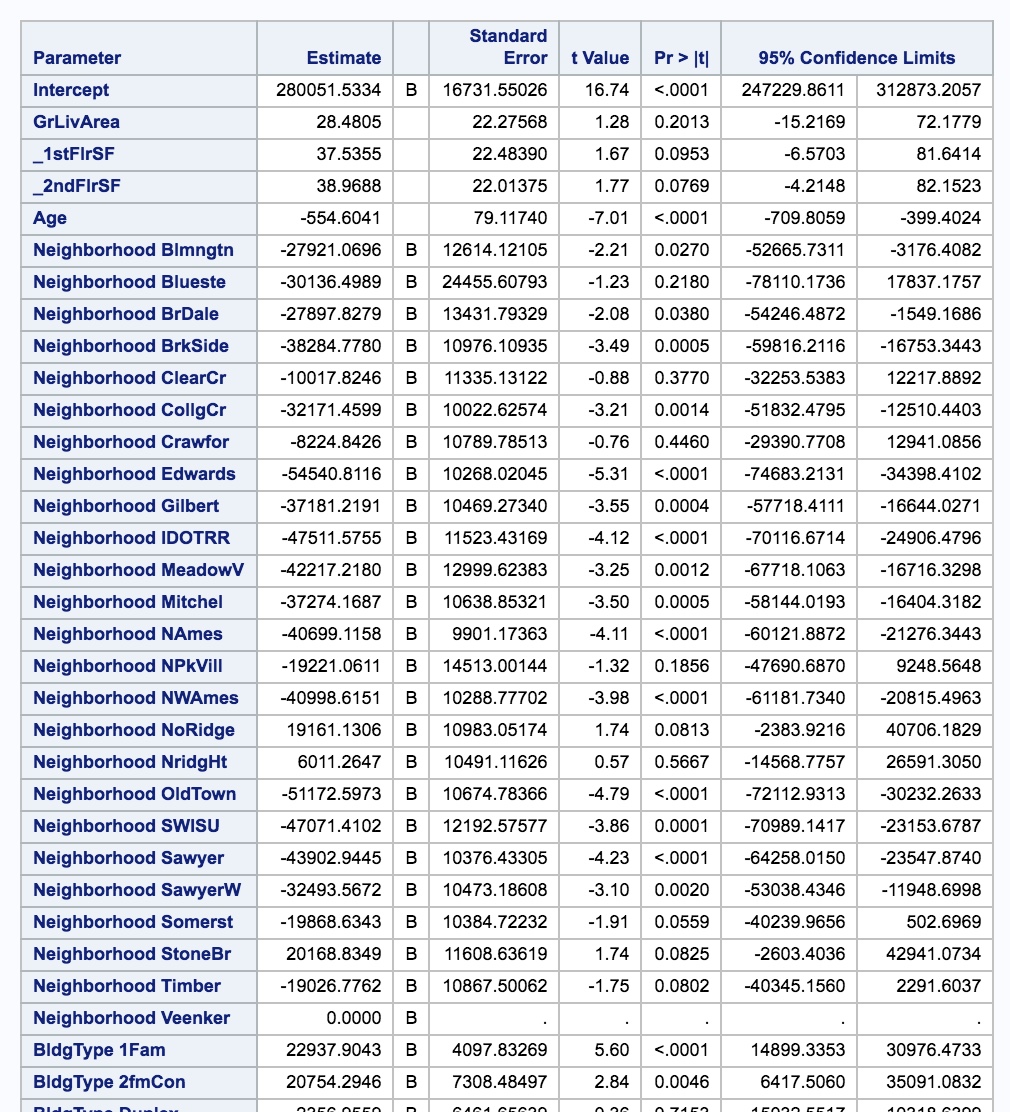 Parameter Estimate Standard Error t Value Pr > |t| 95% Confidence Limits
Intercept 280051.5334 B 16731.55026 16.74 <.0001 247229.8611 312873.2057
GrLivArea 28.4805 22.27568 1.28 0.2013 -15.2169 72.1779
_1stFlrSF 37.5355 22.48390 1.67 0.0953 -6.5703 81.6414
_2ndFlrSF 38.9688 22.01375 1.77 0.0769 -4.2148 82.1523
Age -554.6041 79.11740 -7.01 <.0001 -709.8059 -399.4024
Neighborhood Blmngtn -27921.0696 B 12614.12105 -2.21 0.0270 -52665.7311 -3176.4082
Neighborhood Blueste -30136.4989 B 24455.60793 -1.23 0.2180 -78110.1736 17837.1757
Neighborhood BrDale -27897.8279 B 13431.79329 -2.08 0.0380 -54246.4872 -1549.1686
Neighborhood BrkSide -38284.7780 B 10976.10935 -3.49 0.0005 -59816.2116 -16753.3443
Neighborhood ClearCr -10017.8246 B 11335.13122 -0.88 0.3770 -32253.5383 12217.8892
Neighborhood CollgCr -32171.4599 B 10022.62574 -3.21 0.0014 -51832.4795 -12510.4403
Neighborhood Crawfor -8224.8426 B 10789.78513 -0.76 0.4460 -29390.7708 12941.0856
Neighborhood Edwards -54540.8116 B 10268.02045 -5.31 <.0001 -74683.2131 -34398.4102
Neighborhood Gilbert -37181.2191 B 10469.27340 -3.55 0.0004 -57718.4111 -16644.0271
Neighborhood IDOTRR -47511.5755 B 11523.43169 -4.12 <.0001 -70116.6714 -24906.4796
Neighborhood MeadowV -42217.2180 B 12999.62383 -3.25 0.0012 -67718.1063 -16716.3298
Neighborhood Mitchel -37274.1687 B 10638.85321 -3.50 0.0005 -58144.0193 -16404.3182
Neighborhood NAmes -40699.1158 B 9901.17363 -4.11 <.0001 -60121.8872 -21276.3443
Neighborhood NPkVill -19221.0611 B 14513.00144 -1.32 0.1856 -47690.6870 9248.5648
Neighborhood NWAmes -40998.6151 B 10288.77702 -3.98 <.0001 -61181.7340 -20815.4963
Neighborhood NoRidge 19161.1306 B 10983.05174 1.74 0.0813 -2383.9216 40706.1829
Neighborhood NridgHt 6011.2647 B 10491.11626 0.57 0.5667 -14568.7757 26591.3050
Neighborhood OldTown -51172.5973 B 10674.78366 -4.79 <.0001 -72112.9313 -30232.2633
Neighborhood SWISU -47071.4102 B 12192.57577 -3.86 0.0001 -70989.1417 -23153.6787
Neighborhood Sawyer -43902.9445 B 10376.43305 -4.23 <.0001 -64258.0150 -23547.8740
Neighborhood SawyerW -32493.5672 B 10473.18608 -3.10 0.0020 -53038.4346 -11948.6998
Neighborhood Somerst -19868.6343 B 10384.72232 -1.91 0.0559 -40239.9656 502.6969
Neighborhood StoneBr 20168.8349 B 11608.63619 1.74 0.0825 -2603.4036 42941.0734
Neighborhood Timber -19026.7762 B 10867.50062 -1.75 0.0802 -40345.1560 2291.6037
Neighborhood Veenker 0.0000 B . . . . .
BldgType 1Fam 22937.9043 B 4097.83269 5.60 <.0001 14899.3353 30976.4733
BldgType 2fmCon 20754.2946 B 7308.48497 2.84 0.0046 6417.5060 35091.0832
BldgType Duplex